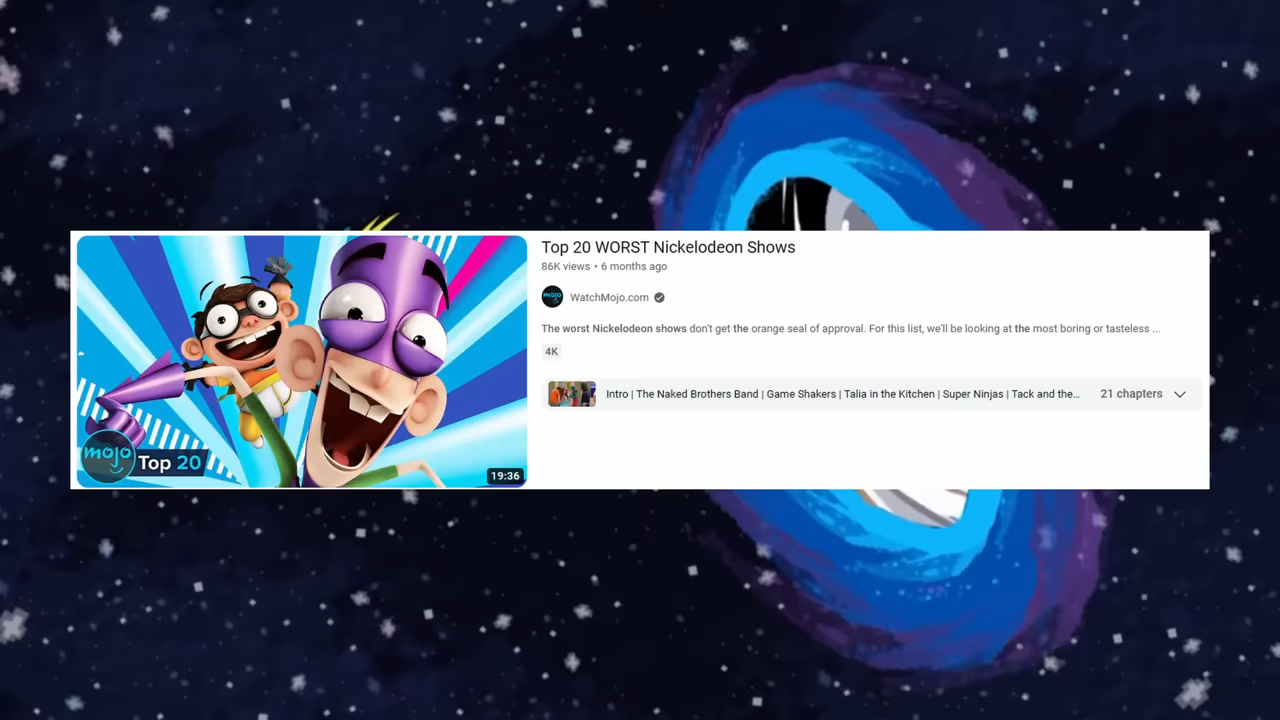 Top 20 WORST Nickelodeon Shows
86K views • 6 months ago
mojo WatchMojo.com
The worst Nickelodeon shows don't get the orange seal of approval. For this list, we'll be looking at the most boring or tasteless ...
4K
Intro | The Naked Brothers Band | Game Shakers | Talia in the Kitchen | Super Ninjas | Tack and the... 21 chapters
mojo Top 20
19:36